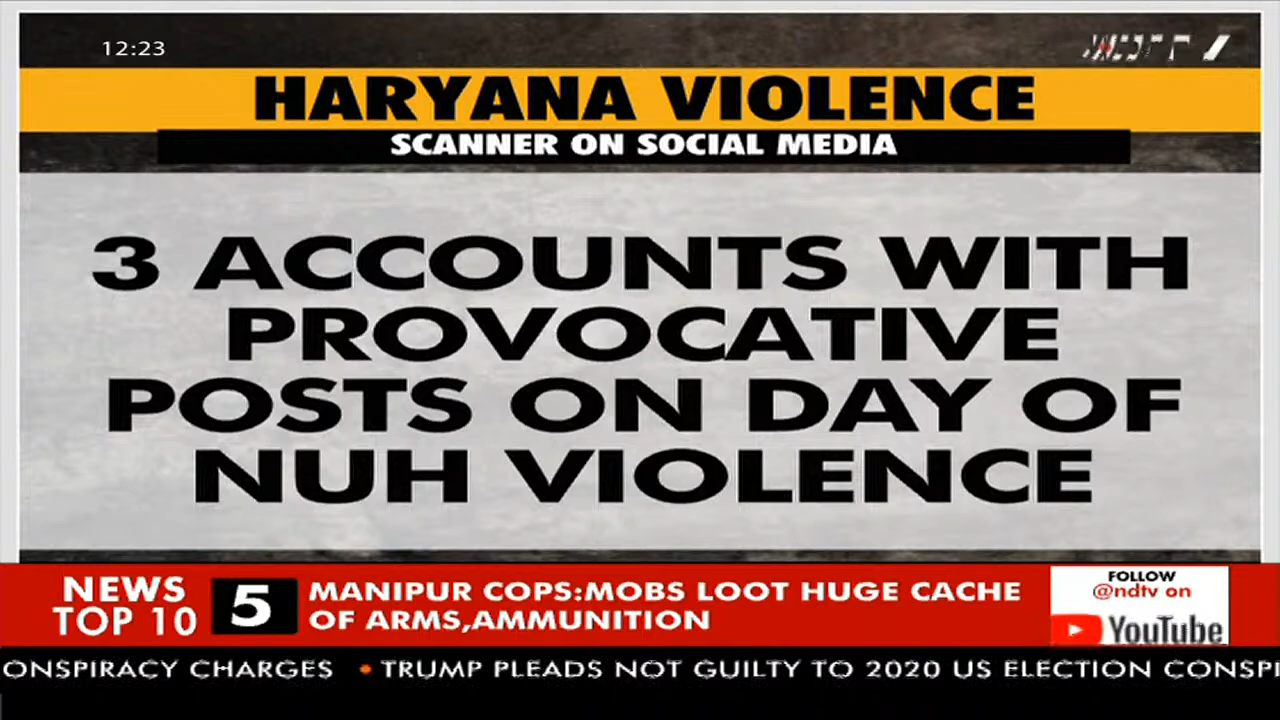 12:23
HARYANA VIOLENCE
SCANNER ON SOCIAL MEDIA
3 ACCOUNTS WITH
PROVOCATIVE
POSTS ON DAY OF
NUH VIOLENCE
NEWS
TOP 10
5
MANIPUR COPS:MOBS LOOT HUGE CACHE
OF ARMS,AMMUNITION
FOLLOW
@ndtv on
YouTube
ONSPIRACY CHARGES • TRUMP PLEADS NOT GUILTY TO 2020 US ELECTION CONSPI